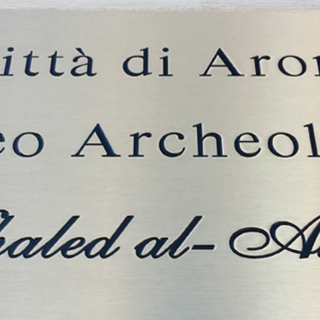 ittà di Aron
eo Archeol
haled al-A